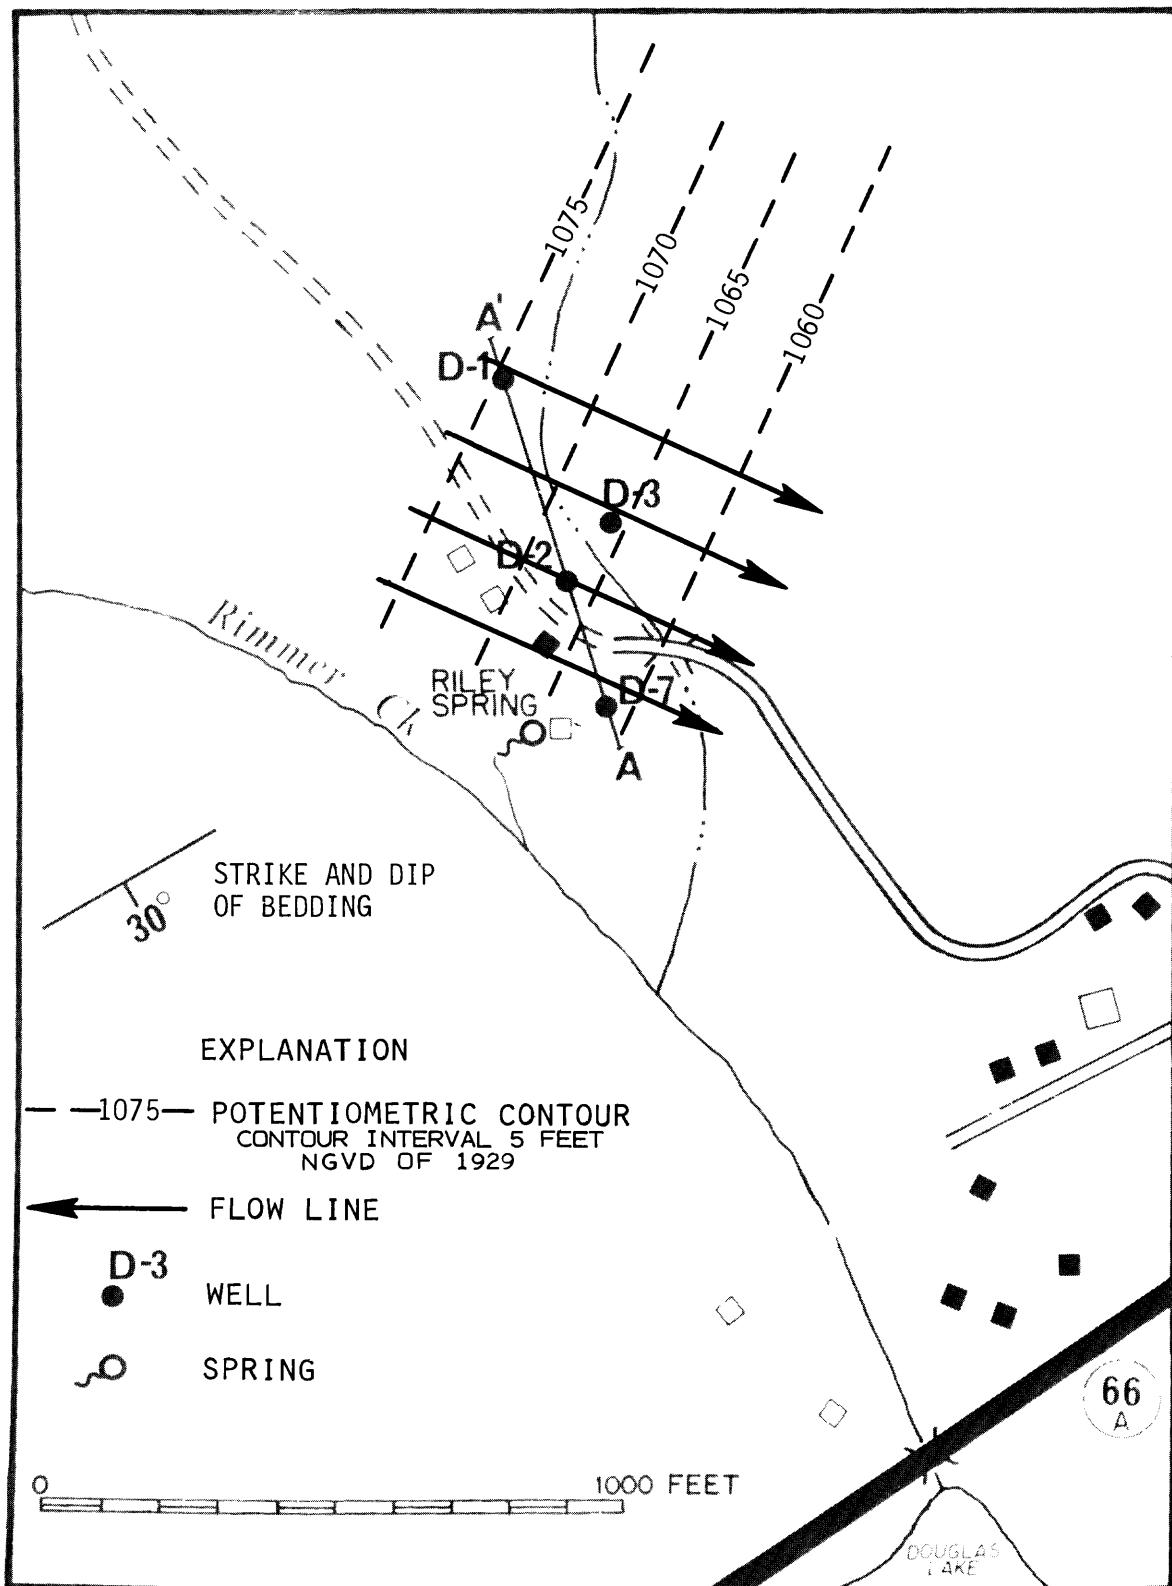 1075
1070
1065
1060
A'
D-1
D-3
D-2
Rimmer Ck
RILEY
SPRING
D-7
A
STRIKE AND DIP
OF BEDDING
30°
EXPLANATION
1075
POTENTIOMETRIC CONTOUR
CONTOUR INTERVAL 5 FEET
NGVD OF 1929
FLOW LINE
D-3
WELL
SPRING
66
A
0
1000 FEET
DOUGLAS
LAKE